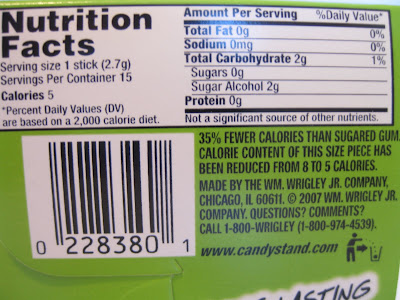 Nutrition
Facts
Serving size 1 stick (2.7g)
Servings Per Container 15
Calories 5
*Percent Daily Values (DV)
are based on a 2,000 calorie diet.
Amount Per Serving %Daily Value*
Total Fat 0g 0%
Sodium 0mg 0%
Total Carbohydrate 2g 1%
Sugars 0g
Sugar Alcohol 2g
Protein 0g
Not a significant source of other nutrients.
35% FEWER CALORIES THAN SUGARED GUM.
CALORIE CONTENT OF THIS SIZE PIECE HAS
BEEN REDUCED FROM 8 TO 5 CALORIES.
MADE BY THE WM. WRIGLEY JR. COMPANY,
CHICAGO, IL 60611. © 2007 WM. WRIGLEY JR.
COMPANY. QUESTIONS? COMMENTS?
CALL 1-800-WRIGLEY (1-800-974-4539).
www.candystand.com
0 228380 1
LASTING